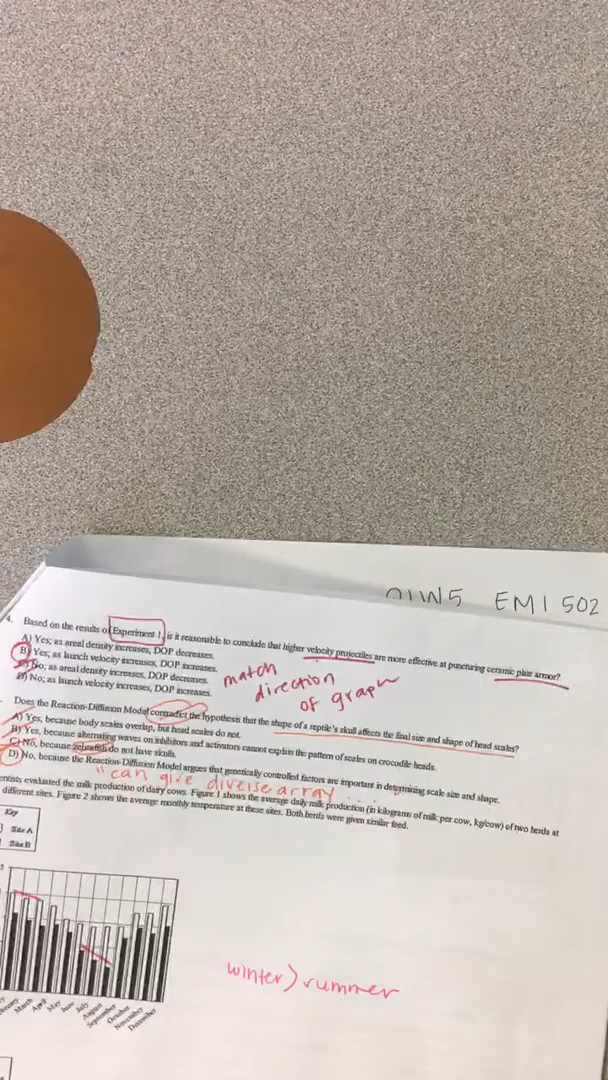 EM1 502
4. Based on the results of Experiment 1, is it reasonable to conclude that higher velocity projectiles are more effective at puncturing ceramic plate armor?
A) Yes; as areal density increases, DOP decreases.
B) Yes; as launch velocity increases, DOP increases.
C) No; as areal density increases, DOP decreases.
D) No; as launch velocity increases, DOP increases.
match
direction
of graph
Does the Reaction-Diffusion Model contradict the hypothesis that the shape of a reptile's skull affects the final size and shape of head scales?
A) Yes, because body scales overlap, but head scales do not.
B) Yes, because alternating waves on inhibitors and activators cannot explain the pattern of scales on crocodile heads.
C) No, because zebrafish do not have skulls.
D) No, because the Reaction-Diffusion Model argues that genetically controlled factors are important in determining scale size and shape.
"can give diverse array ...."
entists evaluated the milk production of dairy cows. Figure 1 shows the average daily milk production (in kilograms of milk per cow, kg/cow) of two herds at
different sites. Figure 2 shows the average monthly temperature at these sites. Both herds were given similar feed.
Key
Site A
Site B
winter > summer
March
April
May
June
July
August
September
October
November
December